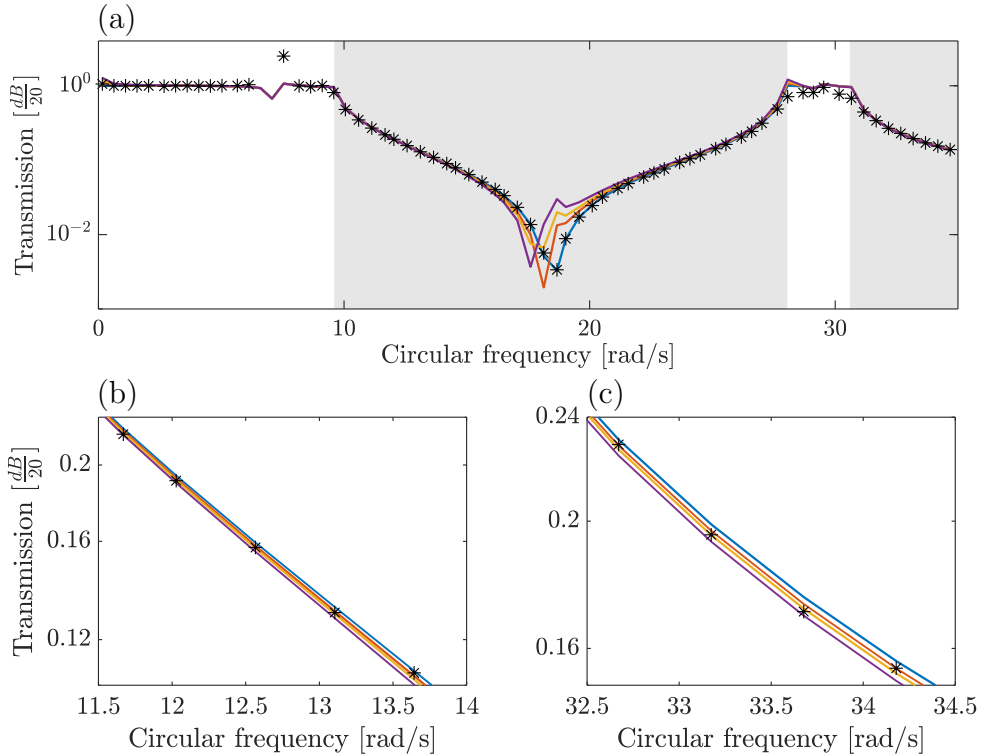 (a)
Transmission [dB/20]
10^0
10^-2
0 10 20 30
Circular frequency [rad/s]
(b) (c)
Transmission [dB/20]
0.2
0.16
0.12
0.24
0.2
0.16
11.5 12 12.5 13 13.5 14
32.5 33 33.5 34 34.5
Circular frequency [rad/s] Circular frequency [rad/s]